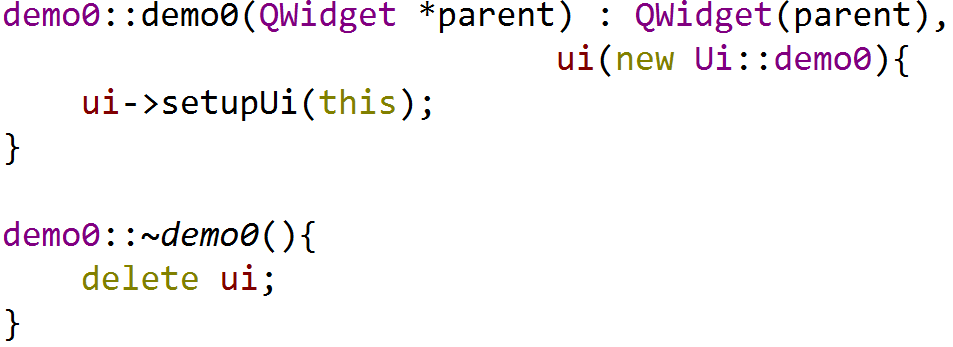 demo0::demo0(QWidget *parent) : QWidget(parent),
                                ui(new Ui::demo0){
    ui->setupUi(this);
}

demo0::~demo0(){
    delete ui;
}